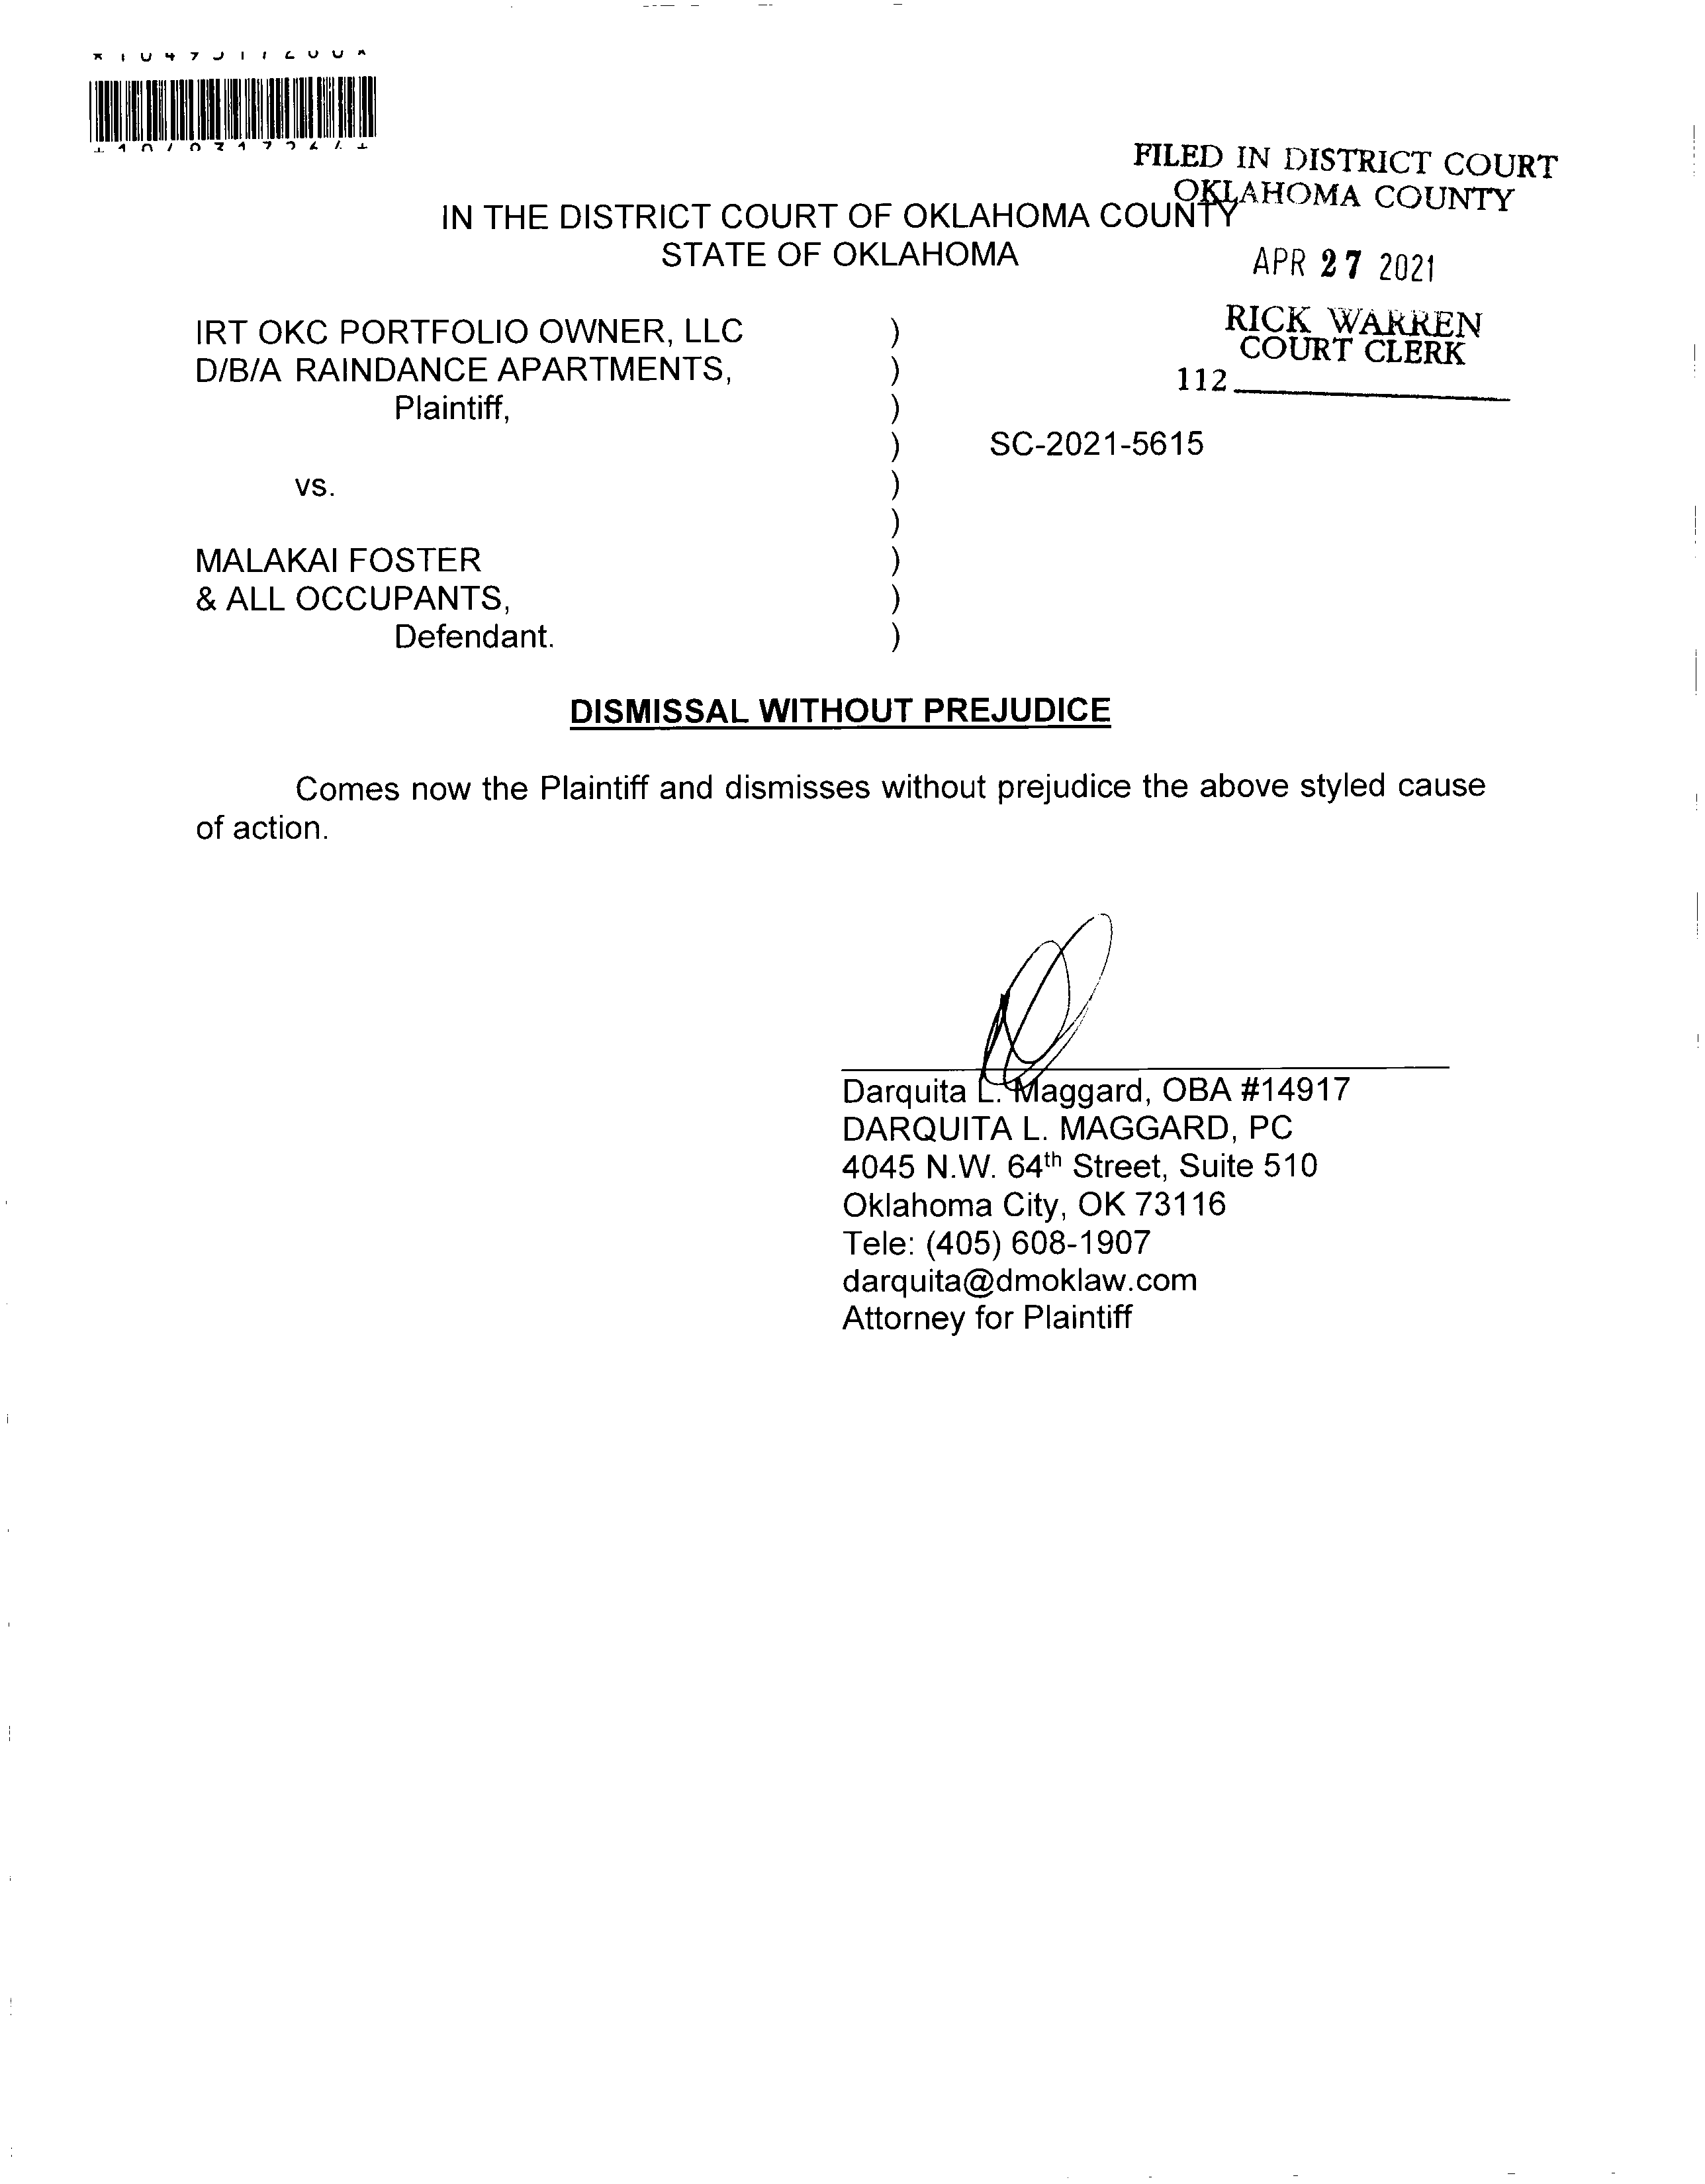 FILED IN DISTRICT COURT
OKLAHOMA COUNTY
IN THE DISTRICT COURT OF OKLAHOMA COUNTY
STATE OF OKLAHOMA
APR 27 2021
RICK WARREN
COURT CLERK
112
IRT OKC PORTFOLIO OWNER, LLC )
D/B/A RAINDANCE APARTMENTS, )
Plaintiff, )
) SC-2021-5615
vs. )
)
MALAKAI FOSTER )
& ALL OCCUPANTS, )
Defendant. )
DISMISSAL WITHOUT PREJUDICE
Comes now the Plaintiff and dismisses without prejudice the above styled cause
of action.
Darquita L. Maggard, OBA #14917
DARQUITA L. MAGGARD, PC
4045 N.W. 64th Street, Suite 510
Oklahoma City, OK 73116
Tele: (405) 608-1907
darquita@dmoklaw.com
Attorney for Plaintiff